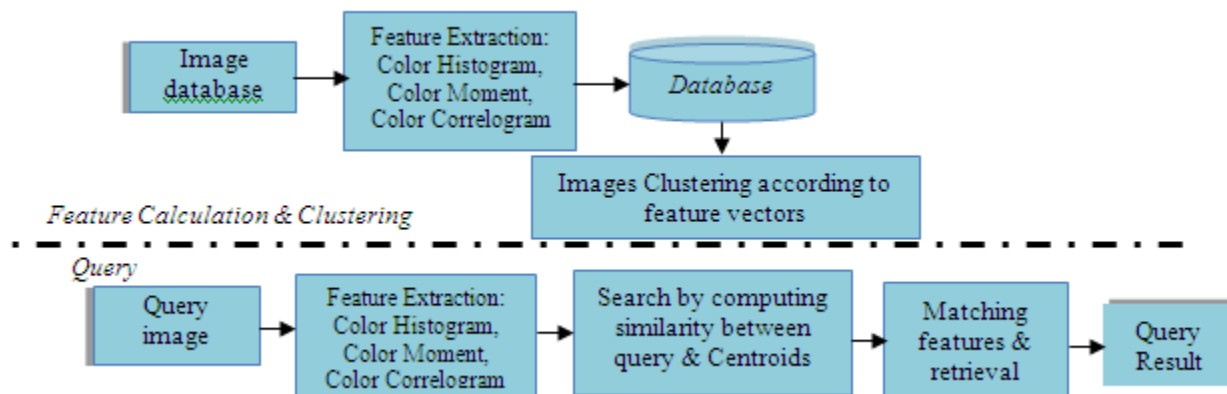 Image
database
Feature Extraction:
Color Histogram,
Color Moment,
Color Correlogram
Database
Images Clustering according to
feature vectors
Feature Calculation & Clustering
Query
Query
image
Feature Extraction:
Color Histogram,
Color Moment,
Color Correlogram
Search by computing
similarity between
query & Centroids
Matching
features &
retrieval
Query
Result